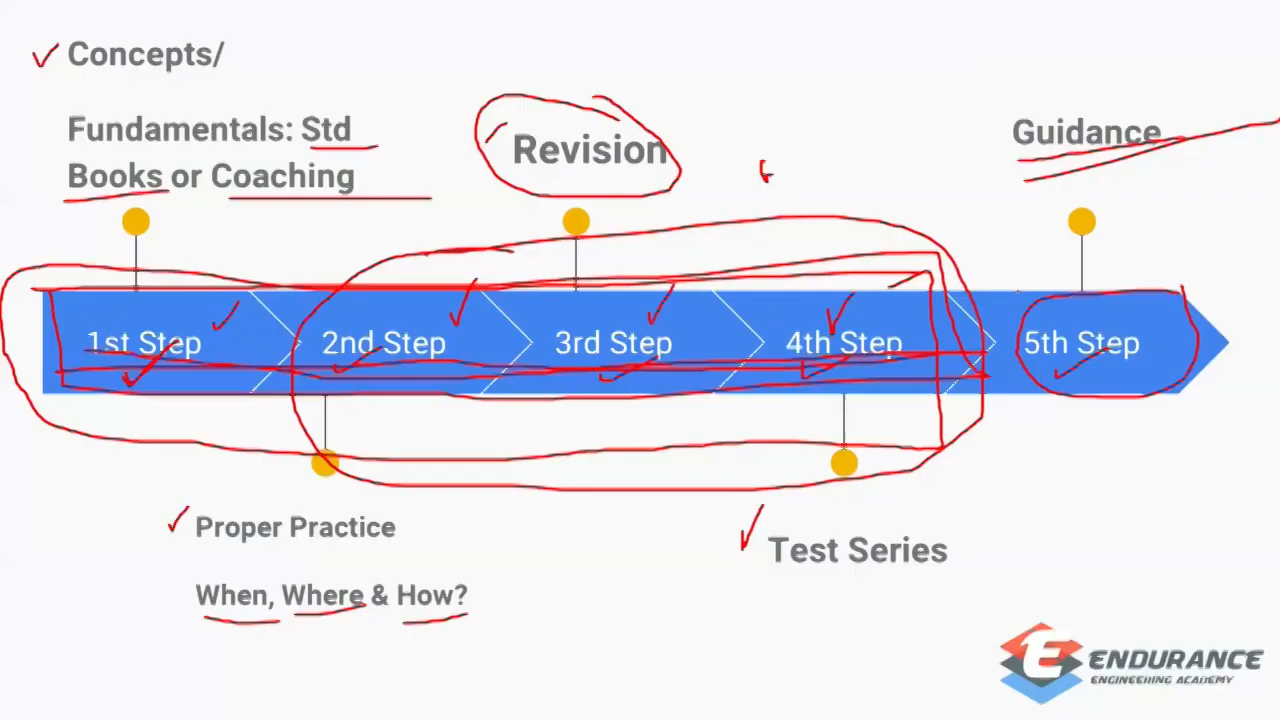 Concepts/
Fundamentals: Std
Books or Coaching
Revision
Guidance
1st Step
2nd Step
3rd Step
4th Step
5th Step
Proper Practice
When, Where & How?
Test Series
ENDURANCE
ENGINEERING ACADEMY